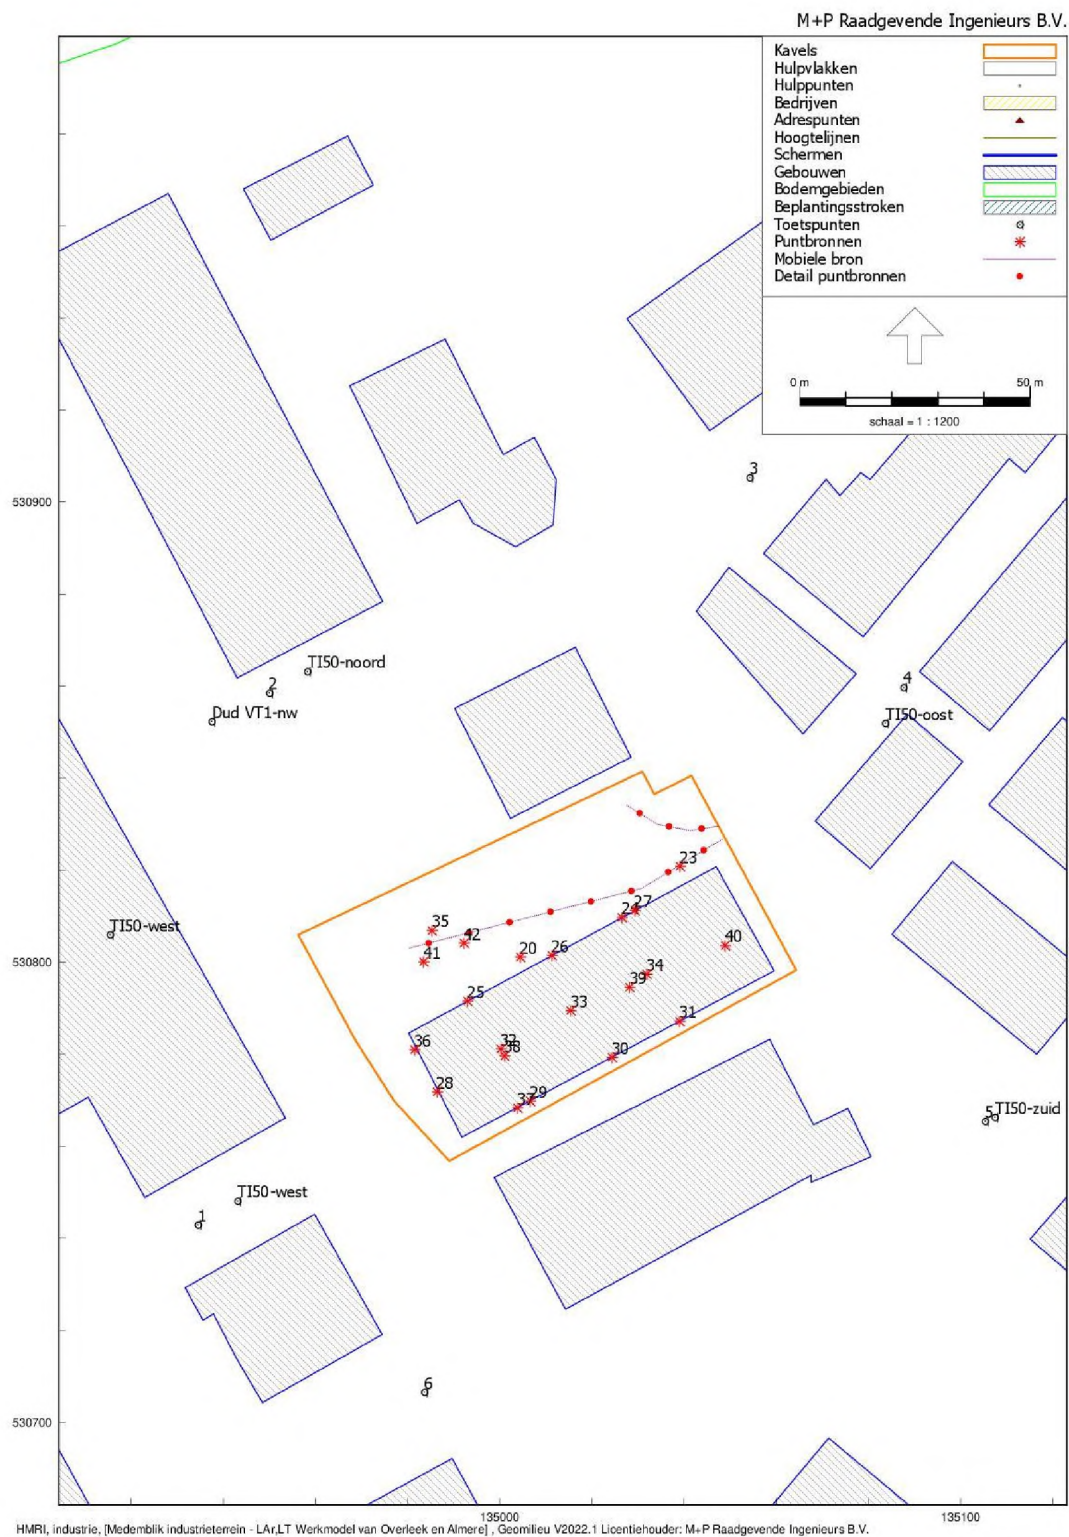 M+P Raadgevende Ingenieurs B.V.
Kavels
Hulpvlakken
Hulppunten
Bedrijven
Adrespunten
Hoogtelijnen
Schermen
Gebouwen
Bodemgebieden
Beplantingsstroken
Toetspunten
Puntbronnen
Mobiele bron
Detail puntbronnen
0 m 50 m
schaal = 1 : 1200
3
530900
TI50-noord
2
Dud VT1-nw
4
TI50-oost
23
27
24
35
42
40
TI50-west
41
20
26
530800
34
39
25
33
31
36
32
38
30
28
29
37
5 TI50-zuid
TI50-west
1
6
530700
135000 135100
HMRI, industrie, [Medemblik industrieterrein - LAr,LT Werkmodel van Overleek en Almere] , Geomilieu V2022.1 Licentiehouder: M+P Raadgevende Ingenieurs B.V.